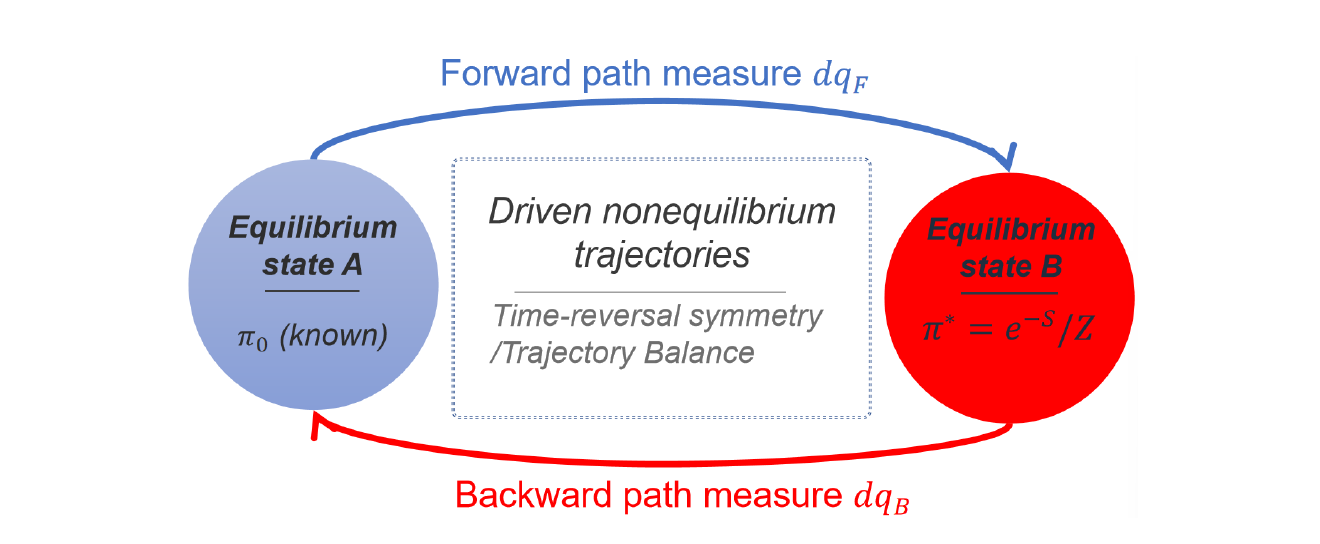 Forward path measure dq_F
Equilibrium
state A
π₀ (known)
Driven nonequilibrium
trajectories
Time-reversal symmetry
/Trajectory Balance
Equilibrium
state B
π* = e^{-S}/Z
Backward path measure dq_B